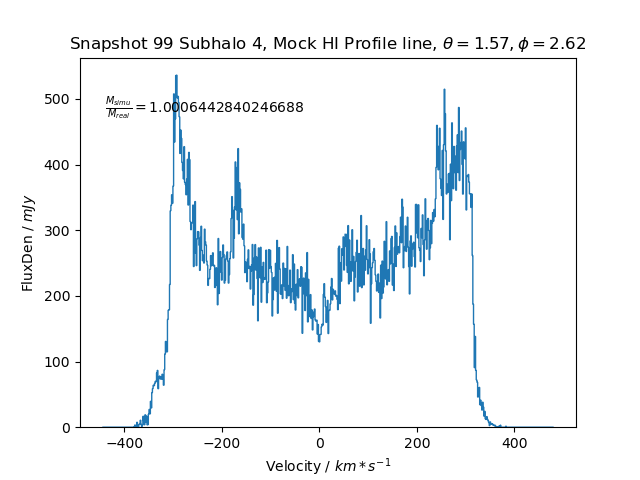 Snapshot 99 Subhalo 4, Mock HI Profile line, θ = 1.57, ϕ = 2.62
M_simu/M_real = 1.0006442840246688
FluxDen / mJy
500
400
300
200
100
0
−400
−200
0
200
400
Velocity / km * s⁻¹